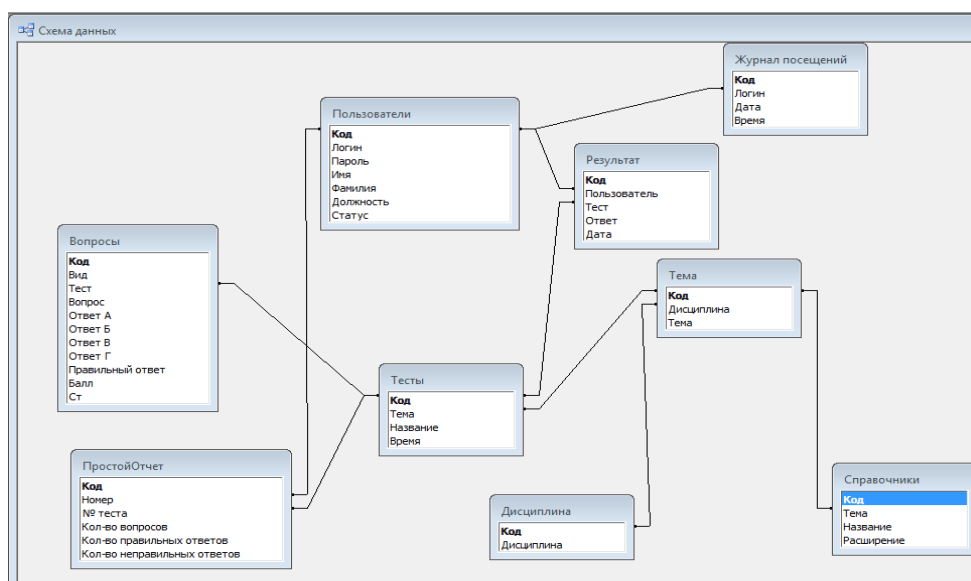 Схема данных
Журнал посещений
Код
Логин
Дата
Время
Пользователи
Код
Логин
Пароль
Имя
Фамилия
Должность
Статус
Результат
Код
Пользователь
Тест
Ответ
Дата
Вопросы
Код
Вид
Тест
Вопрос
Ответ А
Ответ Б
Ответ В
Ответ Г
Правильный ответ
Балл
Ст
Тема
Код
Дисциплина
Тема
Тесты
Код
Тема
Название
Время
ПростойОтчет
Код
Номер
№ теста
Кол-во вопросов
Кол-во правильных ответов
Кол-во неправильных ответов
Дисциплина
Код
Дисциплина
Справочники
Код
Тема
Название
Расширение